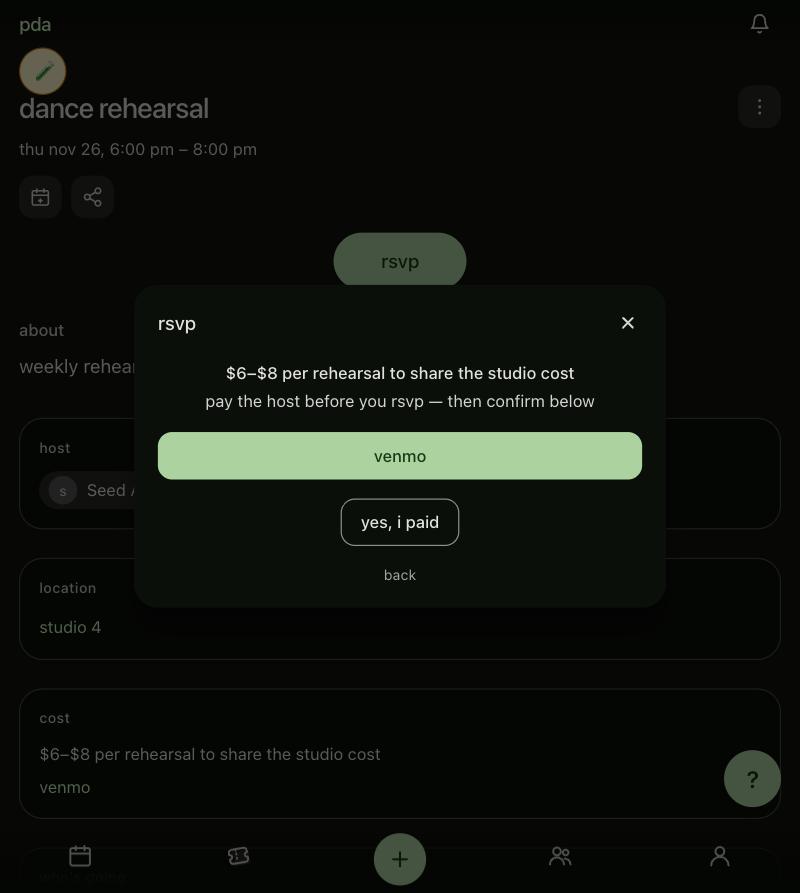 pda
dance rehearsal
thu nov 26, 6:00 pm – 8:00 pm
rsvp
about
weekly rehear
rsvp
$6–$8 per rehearsal to share the studio cost
pay the host before you rsvp — then confirm below
venmo
yes, i paid
back
host
s Seed A
location
studio 4
cost
$6–$8 per rehearsal to share the studio cost
venmo
?
who's going